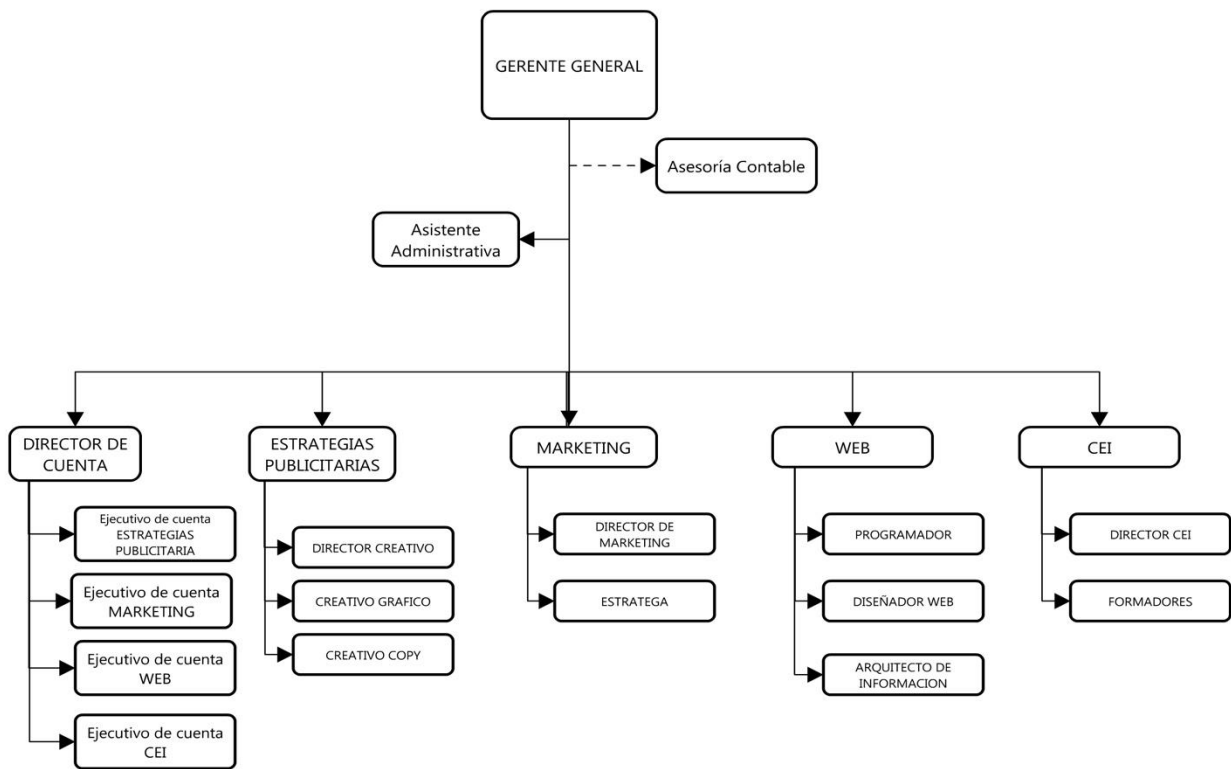 GERENTE GENERAL
Asesoría Contable
Asistente
Administrativa
DIRECTOR DE
CUENTA
ESTRATEGIAS
PUBLICITARIAS
MARKETING
WEB
CEI
Ejecutivo de cuenta
ESTRATEGIAS
PUBLICITARIA
Ejecutivo de cuenta
MARKETING
Ejecutivo de cuenta
WEB
Ejecutivo de cuenta
CEI
DIRECTOR CREATIVO
CREATIVO GRAFICO
CREATIVO COPY
DIRECTOR DE
MARKETING
ESTRATEGA
PROGRAMADOR
DISEÑADOR WEB
ARQUITECTO DE
INFORMACION
DIRECTOR CEI
FORMADORES